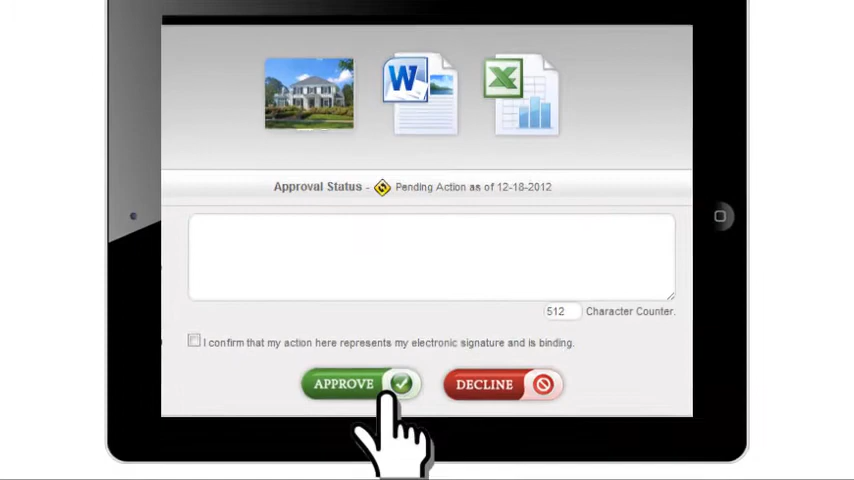 W
X
Approval Status - Pending Action as of 12-18-2012
512 Character Counter.
I confirm that my action here represents my electronic signature and is binding.
APPROVE DECLINE